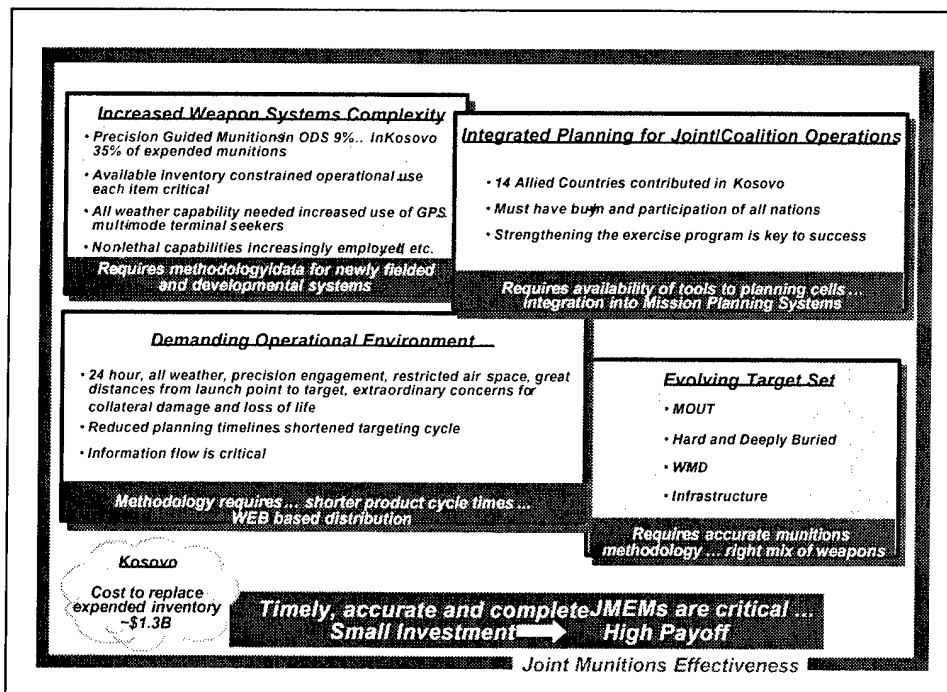 Increased Weapon Systems Complexity
• Precision Guided Munitions in ODS 9%.. in Kosovo
35% of expended munitions
• Available inventory constrained operational use
each item critical
• All weather capability needed increased use of GPS
multimode terminal seekers
• Nonlethal capabilities increasingly employed etc.
Requires methodology/data for newly fielded
and developmental systems
Integrated Planning for Joint/Coalition Operations
• 14 Allied Countries contributed in Kosovo
• Must have buy-in and participation of all nations
• Strengthening the exercise program is key to success
Requires availability of tools to planning cells ...
integration into Mission Planning Systems
Demanding Operational Environment ...
• 24 hour, all weather, precision engagement, restricted air space, great
distances from launch point to target, extraordinary concerns for
collateral damage and loss of life
• Reduced planning timelines shortened targeting cycle
• Information flow is critical
Methodology requires ... shorter product cycle times ...
WEB based distribution
Evolving Target Set
• MOUT
• Hard and Deeply Buried
• WMD
• Infrastructure
Requires accurate munitions
methodology ... right mix of weapons
Kosovo
Cost to replace
expended inventory
~$1.3B
Timely, accurate and complete JMEMs are critical ...
Small Investment → High Payoff
Joint Munitions Effectiveness